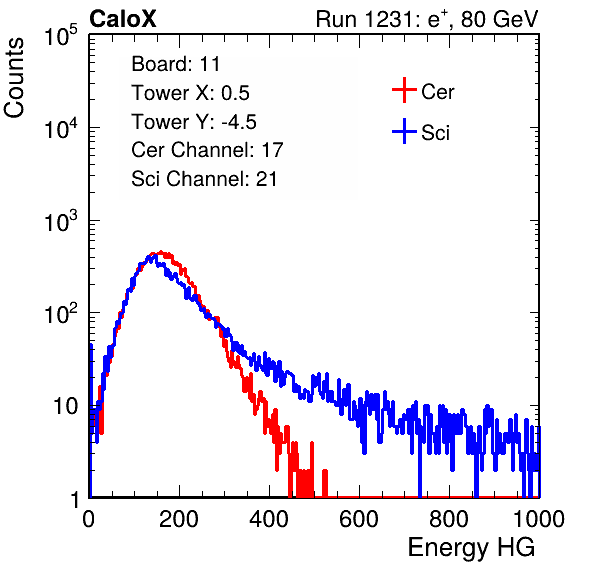 CaloX Run 1231: e⁺, 80 GeV
Board: 11
Tower X: 0.5
Tower Y: -4.5
Cer Channel: 17
Sci Channel: 21
Cer
Sci
Counts
10⁵
10⁴
10³
10²
10
1
0 200 400 600 800 1000
Energy HG